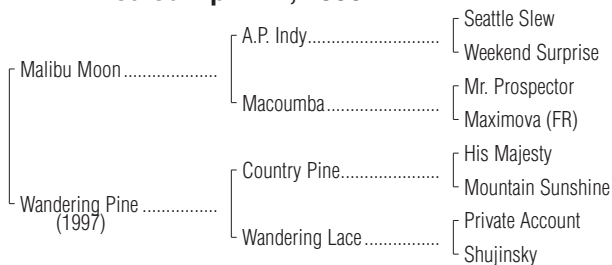 Seattle Slew
A.P. Indy
Weekend Surprise
Malibu Moon
Mr. Prospector
Macoumba
Maximova (FR)
His Majesty
Country Pine
Mountain Sunshine
Wandering Pine
(1997)
Private Account
Wandering Lace
Shujinsky